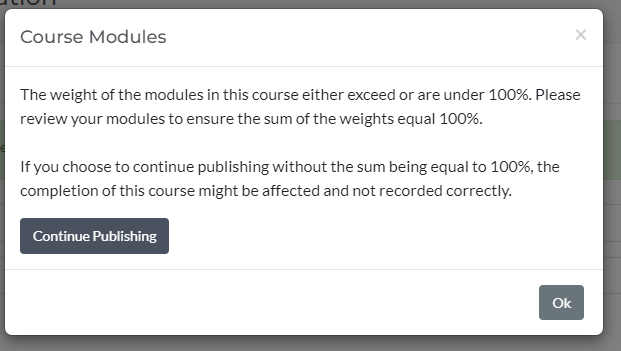 Course Modules
×
The weight of the modules in this course either exceed or are under 100%. Please
review your modules to ensure the sum of the weights equal 100%.
If you choose to continue publishing without the sum being equal to 100%, the
completion of this course might be affected and not recorded correctly.
Continue Publishing
Ok